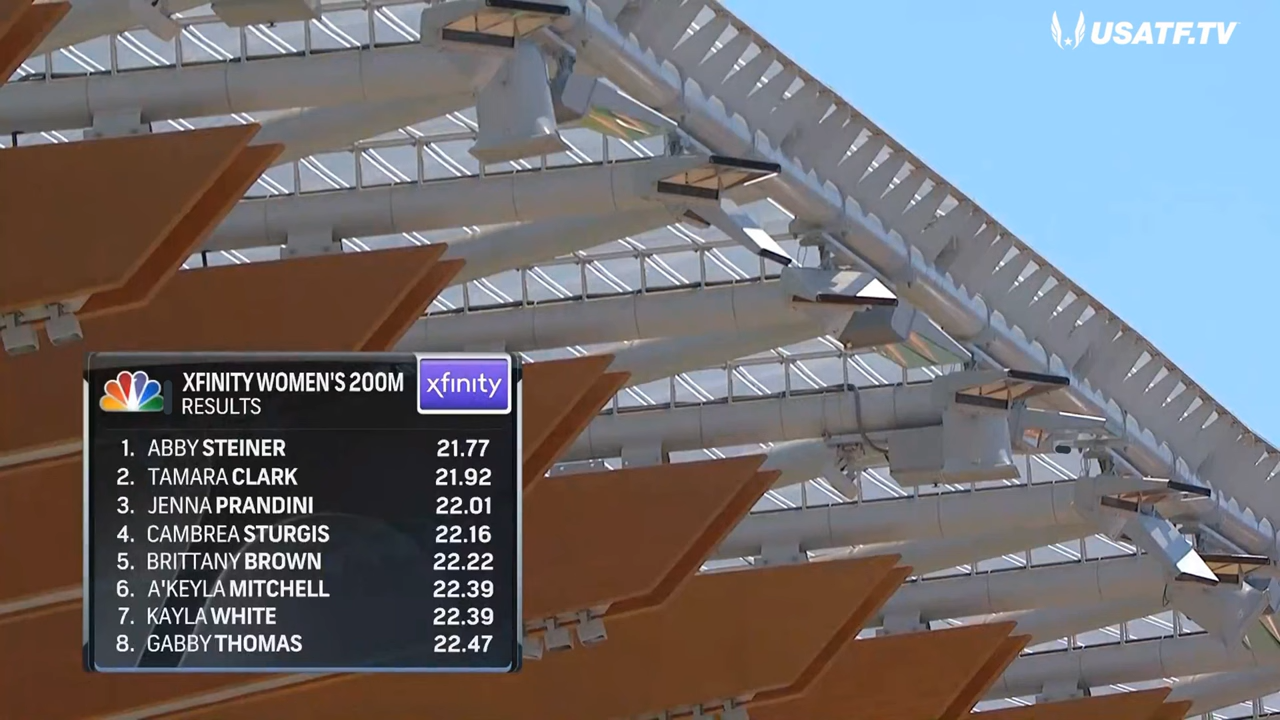 USATF.TV
XFINITY WOMEN'S 200M
RESULTS
xfinity
1. ABBY STEINER 21.77
2. TAMARA CLARK 21.92
3. JENNA PRANDINI 22.01
4. CAMBREA STURGIS 22.16
5. BRITTANY BROWN 22.22
6. A'KEYLA MITCHELL 22.39
7. KAYLA WHITE 22.39
8. GABBY THOMAS 22.47